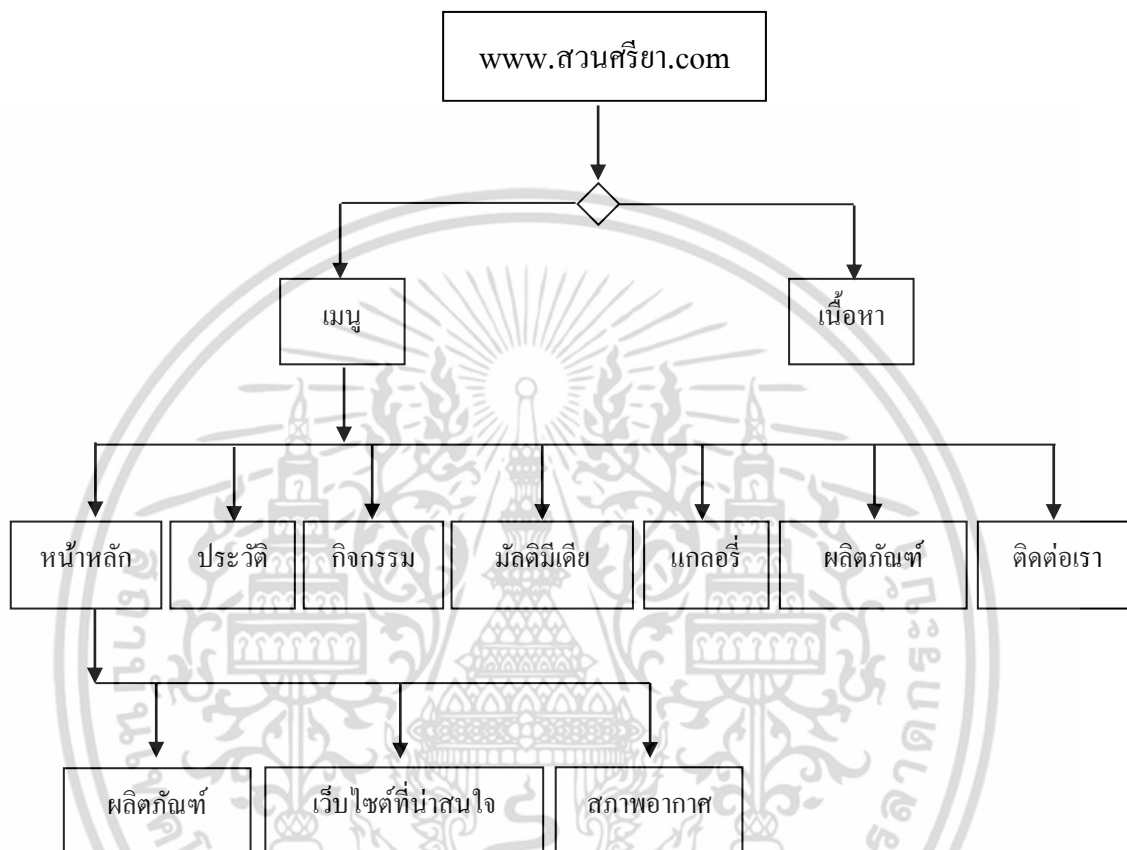 www.สวนศรียา.com
เมนู
เนื้อหา
หน้าหลัก
ประวัติ
กิจกรรม
มัลติมีเดีย
แกลอรี่
ผลิตภัณฑ์
ติดต่อเรา
ผลิตภัณฑ์
เว็บไซต์ที่น่าสนใจ
สภาพอากาศ